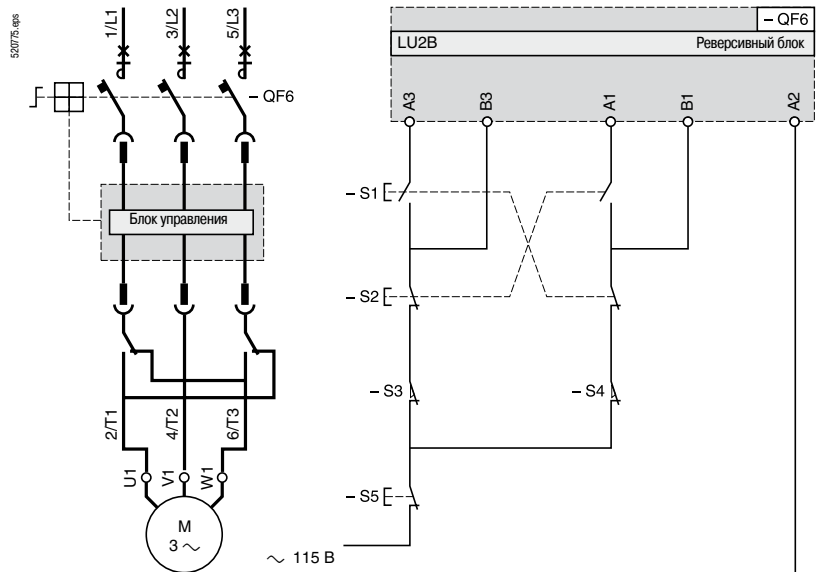 520775.eps
1/L1
3/L2
5/L3
– QF6
Блок управления
2/T1
4/T2
6/T3
U1
V1
W1
M
3 ~
– QF6
LU2B
Реверсивный блок
A3
B3
A1
B1
A2
– S1
– S2
– S3
– S4
– S5
~ 115 В